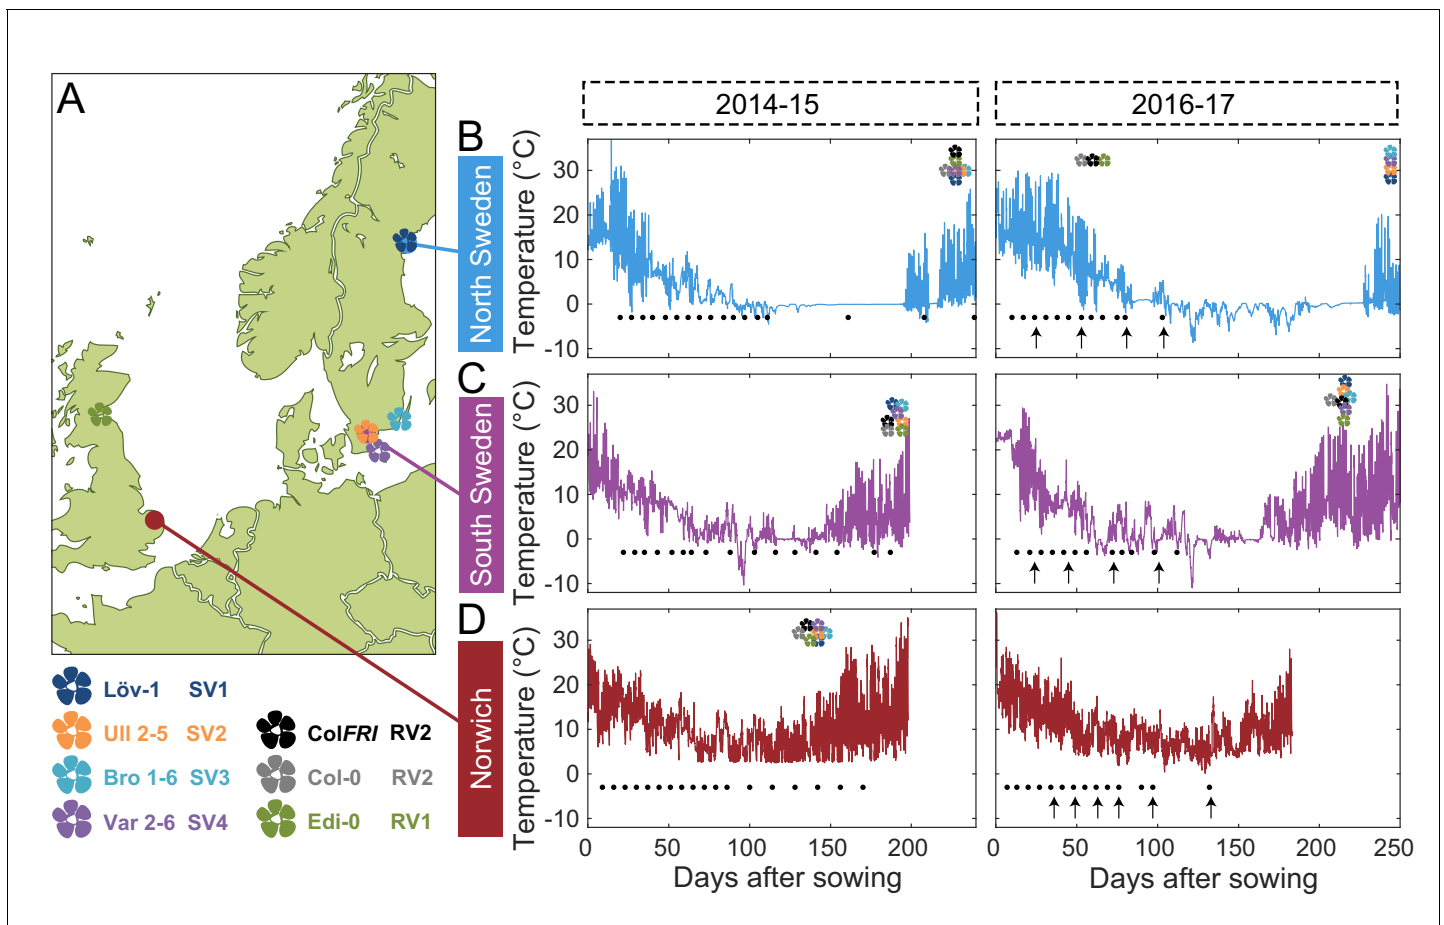 A
2014-15
2016-17
B
North Sweden
Temperature (°C)
30
20
10
0
-10
C
South Sweden
Temperature (°C)
30
20
10
0
-10
D
Norwich
Temperature (°C)
30
20
10
0
-10
0 50 100 150 200
0 50 100 150 200 250
Days after sowing
Days after sowing
Löv-1 SV1
Ull 2-5 SV2
Bro 1-6 SV3
Var 2-6 SV4
ColFRI RV2
Col-0 RV2
Edi-0 RV1